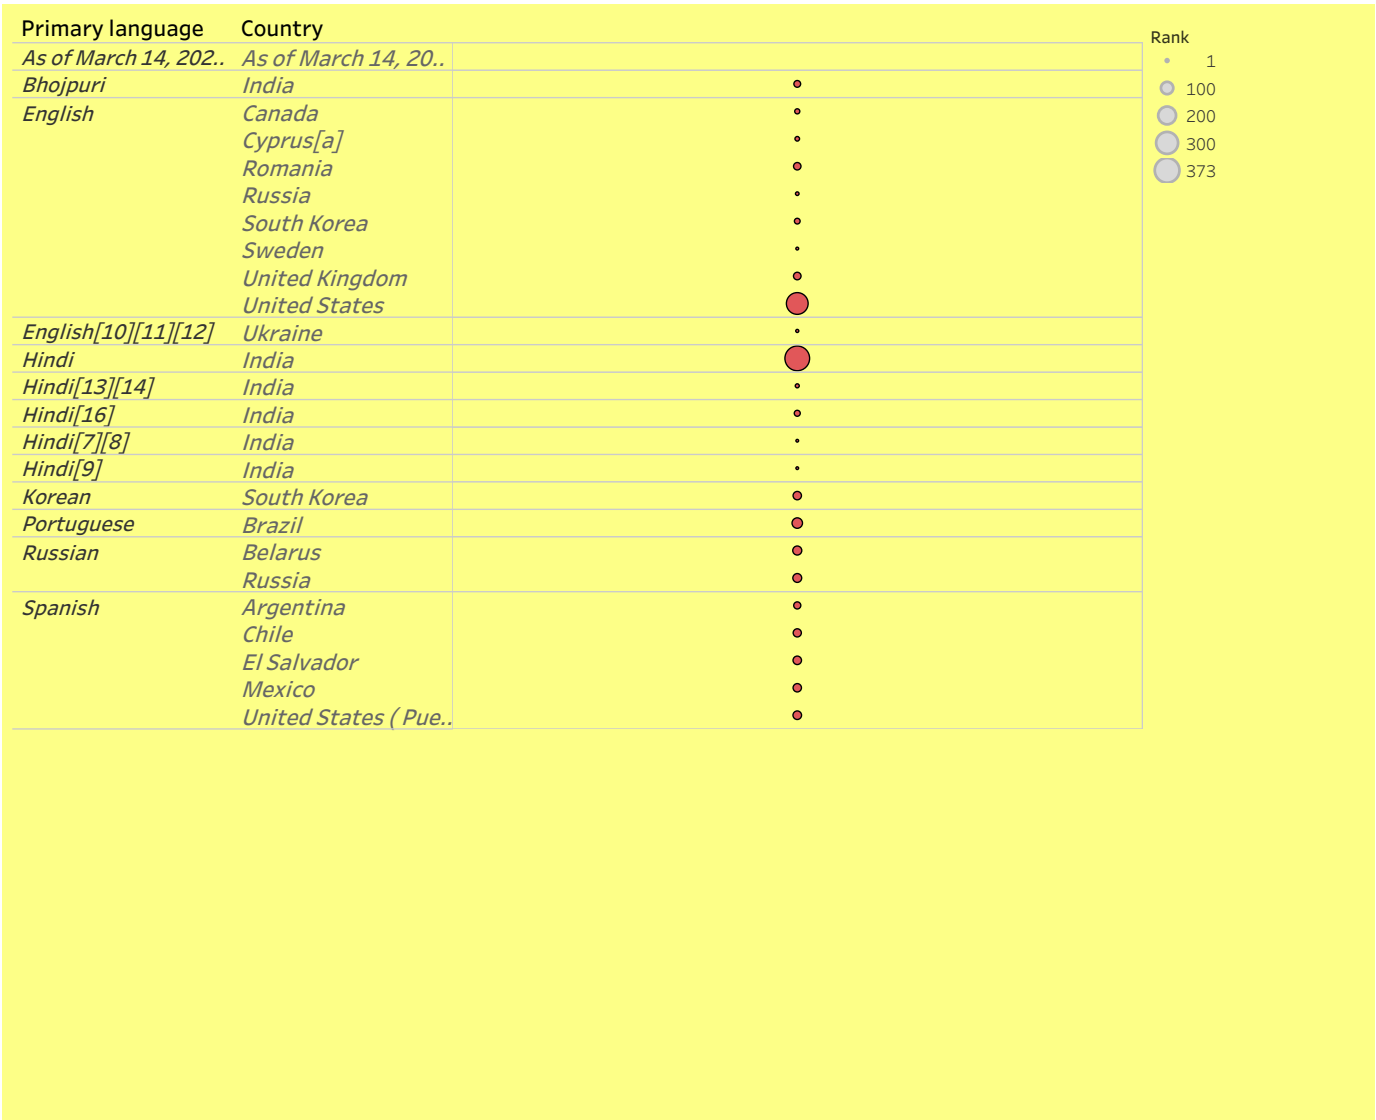 Primary language Country
As of March 14, 202.. As of March 14, 20..
Bhojpuri India
English Canada
Cyprus[a]
Romania
Russia
South Korea
Sweden
United Kingdom
United States
English[10][11][12] Ukraine
Hindi India
Hindi[13][14] India
Hindi[16] India
Hindi[7][8] India
Hindi[9] India
Korean South Korea
Portuguese Brazil
Russian Belarus
Russia
Spanish Argentina
Chile
El Salvador
Mexico
United States ( Pue..
Rank
1
100
200
300
373